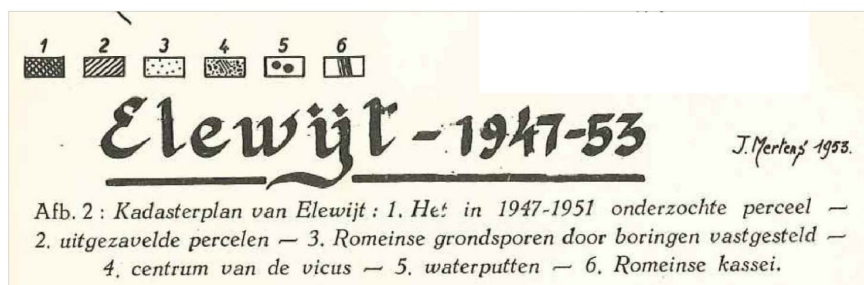 1 2 3 4 5 6
Elewijt - 1947-53
J. Mertens 1953.
Afb. 2 : Kadasterplan van Elewijt : 1. Het in 1947-1951 onderzochte perceel —
2. uitgezavelde percelen — 3. Romeinse grondsporen door boringen vastgesteld —
4. centrum van de vicus — 5. waterputten — 6. Romeinse kassei.